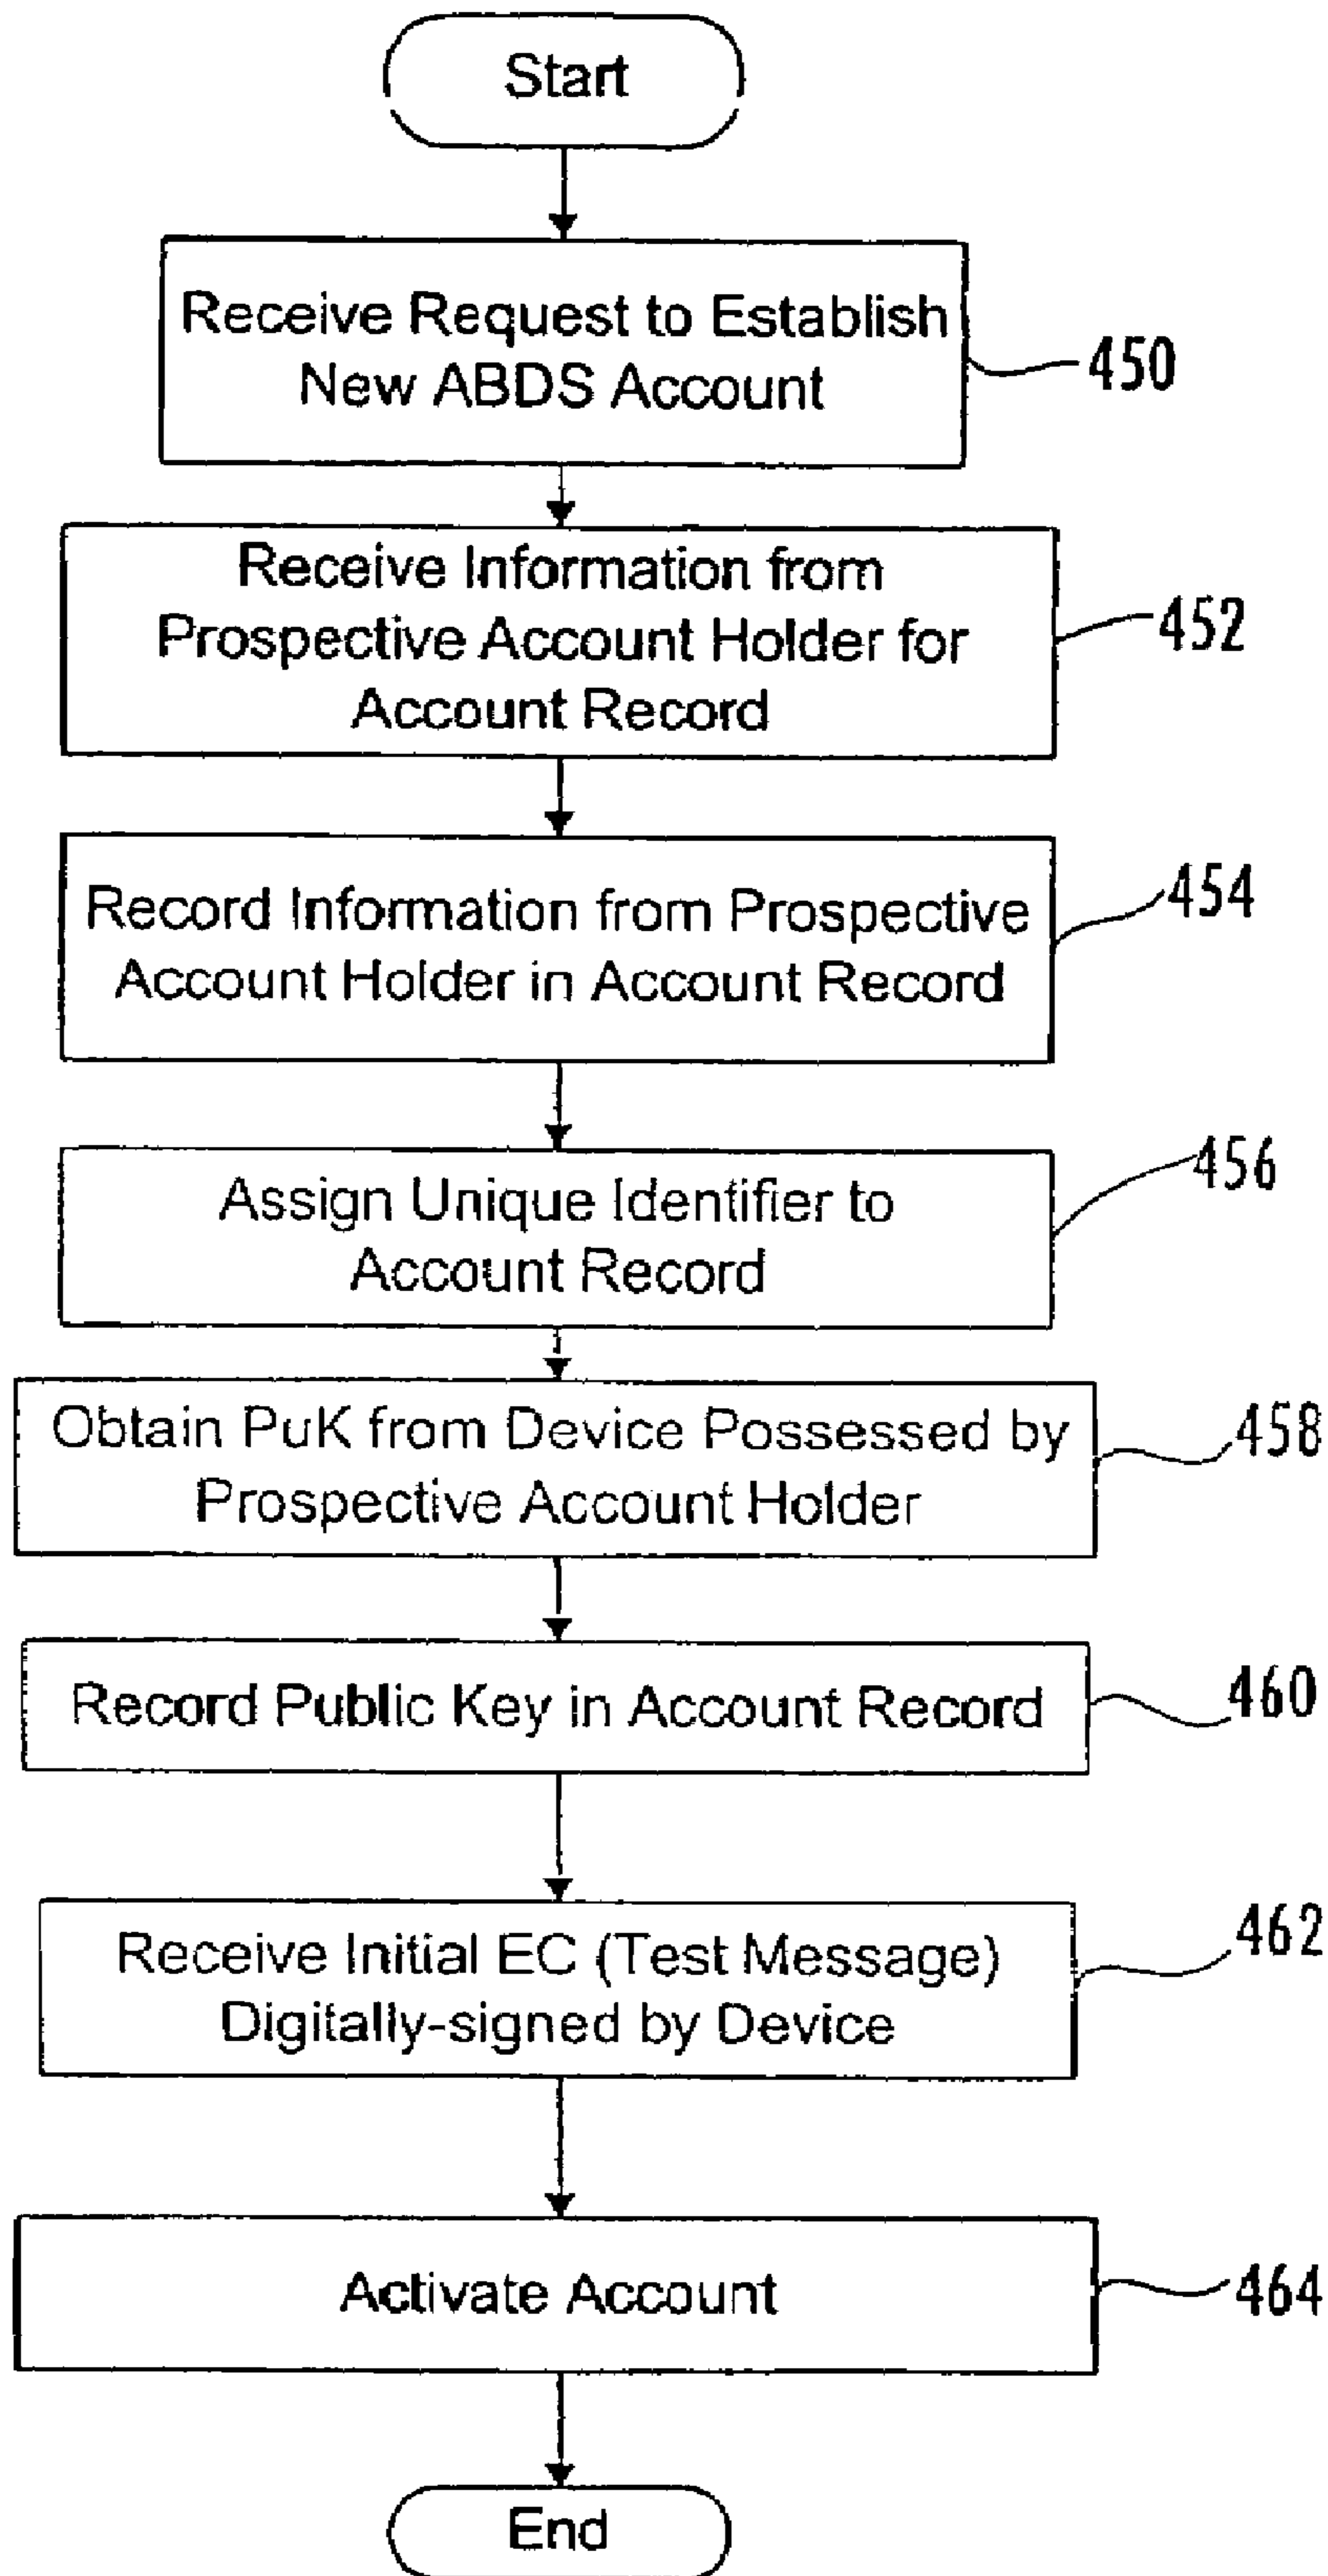 Start
Receive Request to Establish
New ABDS Account
450
Receive Information from
Prospective Account Holder for
Account Record
452
Record Information from Prospective
Account Holder in Account Record
454
Assign Unique Identifier to
Account Record
456
Obtain PuK from Device Possessed by
Prospective Account Holder
458
Record Public Key in Account Record
460
Receive Initial EC (Test Message)
Digitally-signed by Device
462
Activate Account
464
End